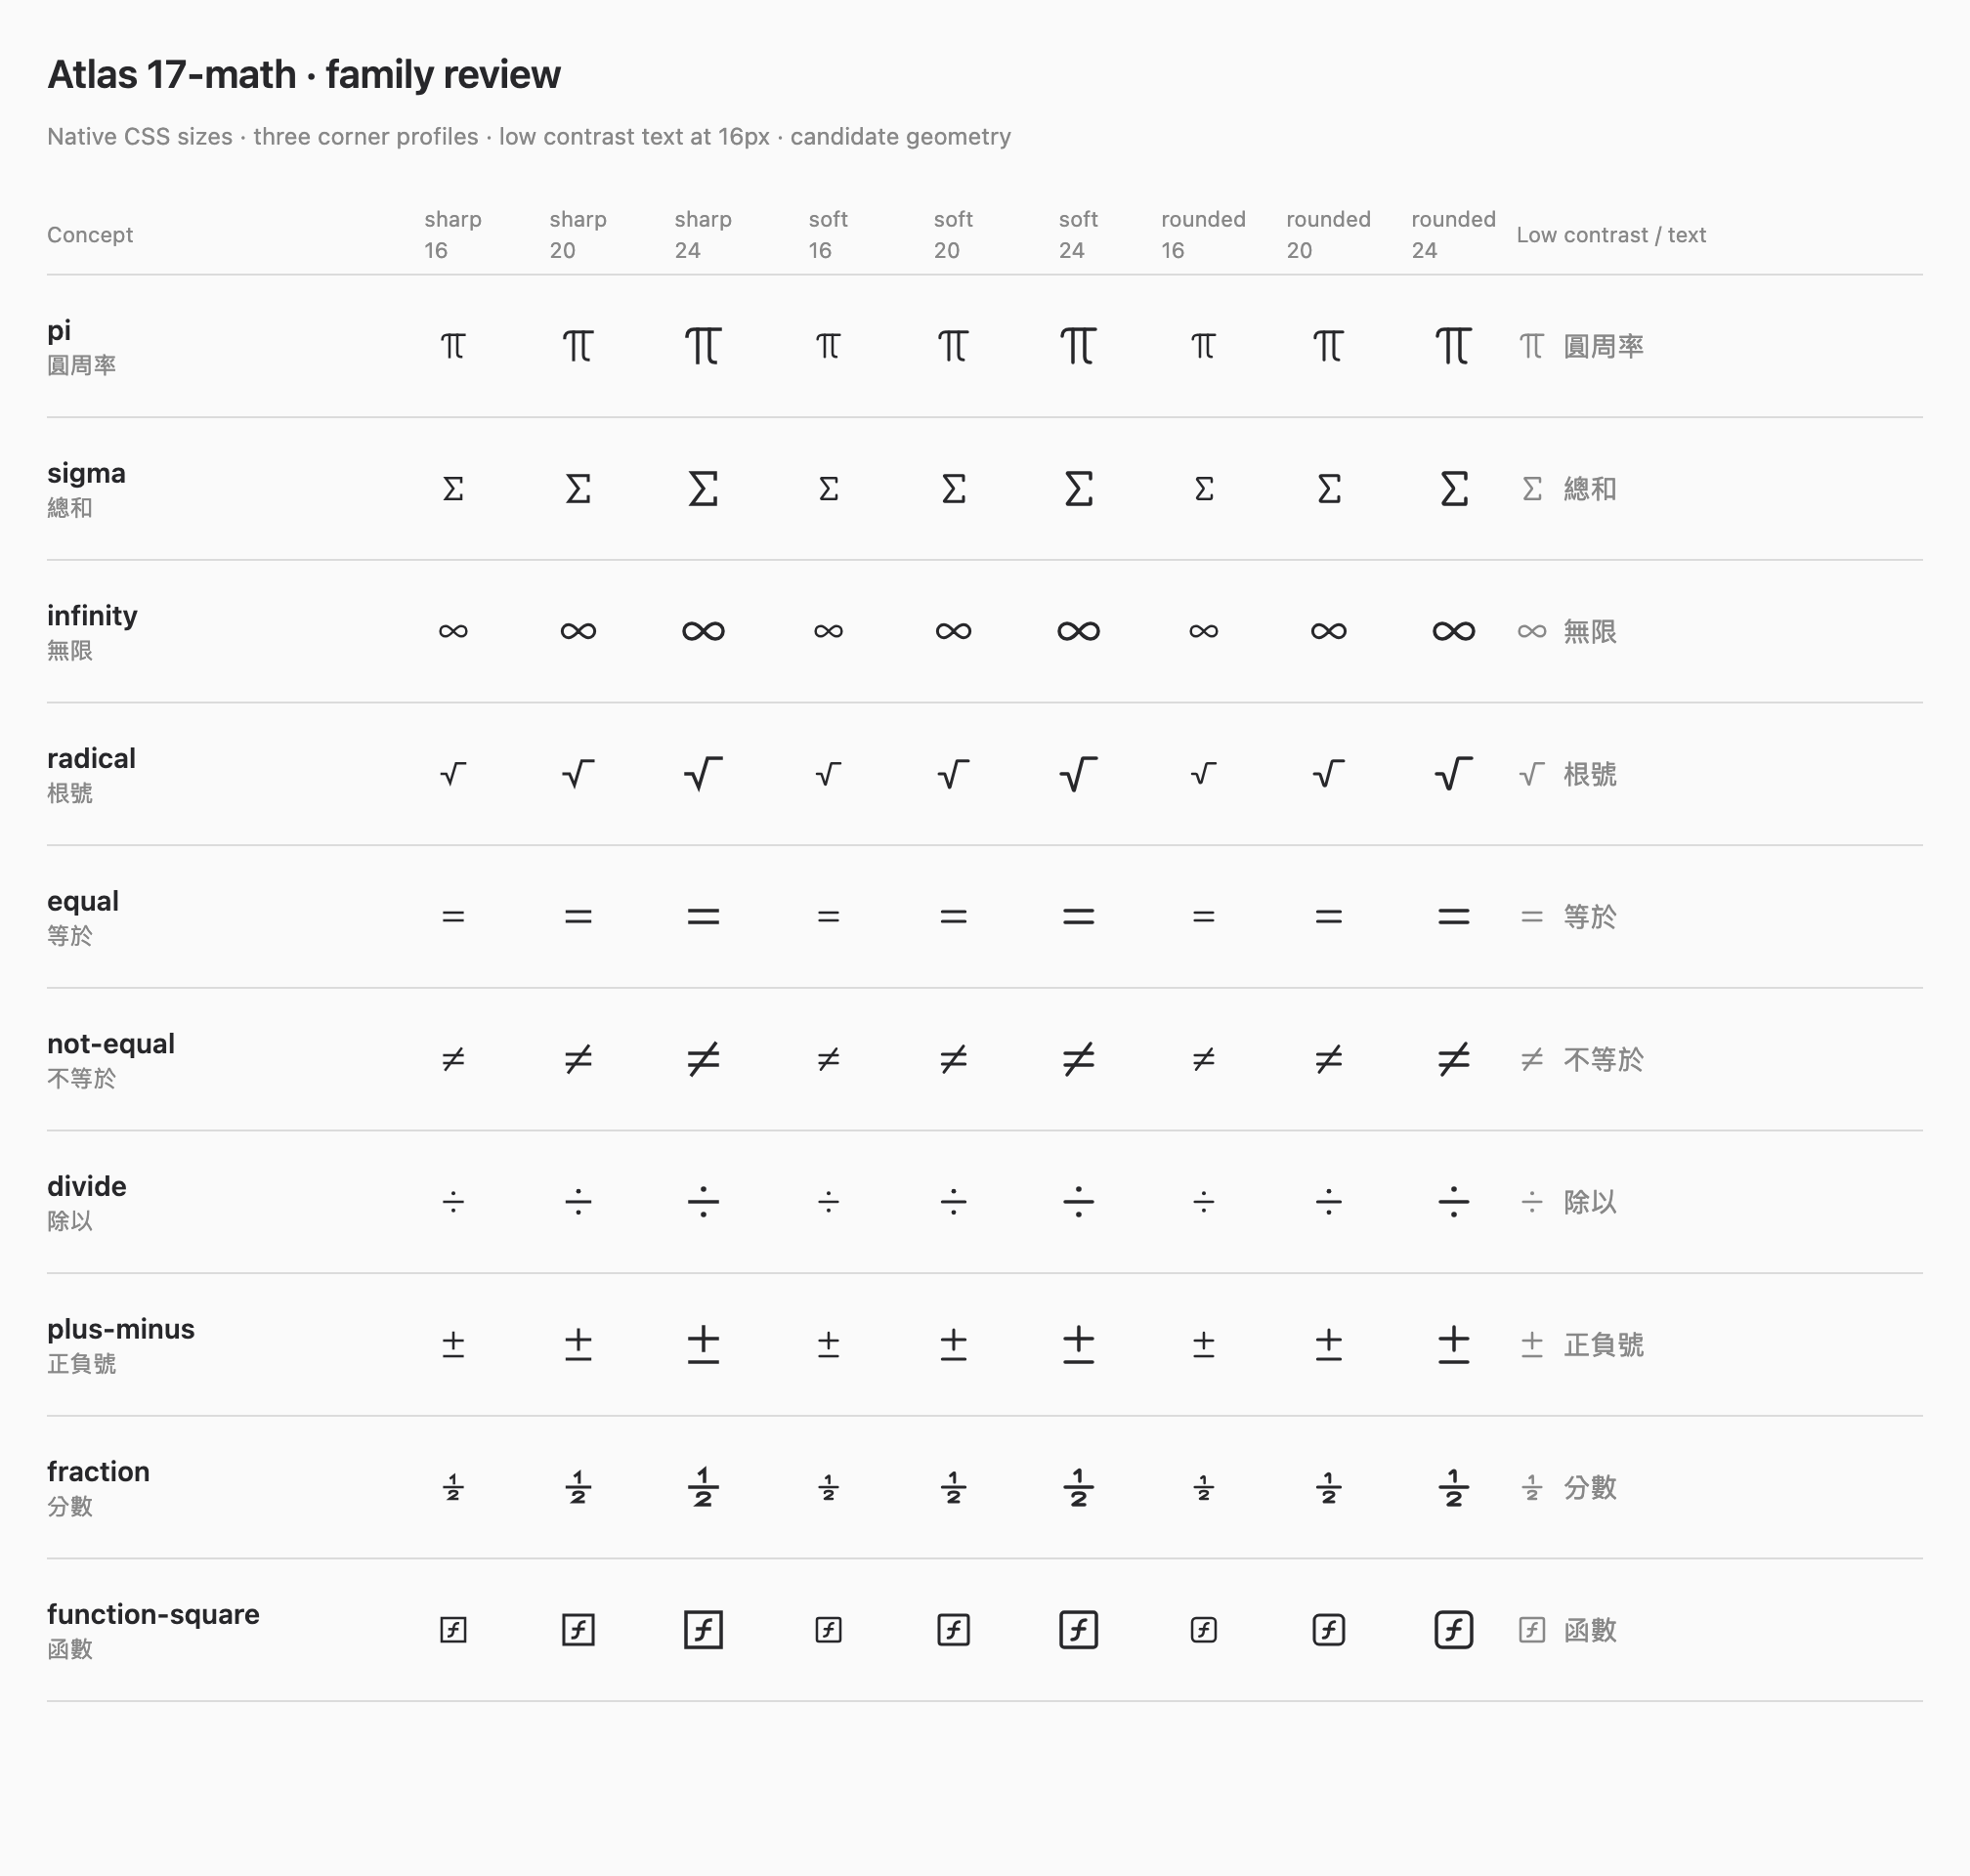 Atlas 17-math · family review
Native CSS sizes · three corner profiles · low contrast text at 16px · candidate geometry
Concept sharp 16 sharp 20 sharp 24 soft 16 soft 20 soft 24 rounded 16 rounded 20 rounded 24 Low contrast / text
pi π π π π π π π π π π 圓周率
圓周率
sigma Σ Σ Σ Σ Σ Σ Σ Σ Σ Σ 總和
總和
infinity ∞ ∞ ∞ ∞ ∞ ∞ ∞ ∞ ∞ ∞ 無限
無限
radical √ √ √ √ √ √ √ √ √ √ 根號
根號
equal = = = = = = = = = = 等於
等於
not-equal ≠ ≠ ≠ ≠ ≠ ≠ ≠ ≠ ≠ ≠ 不等於
不等於
divide ÷ ÷ ÷ ÷ ÷ ÷ ÷ ÷ ÷ ÷ 除以
除以
plus-minus ± ± ± ± ± ± ± ± ± ± 正負號
正負號
fraction ½ ½ ½ ½ ½ ½ ½ ½ ½ ½ 分數
分數
function-square f f f f f f f f f f 函數
函數